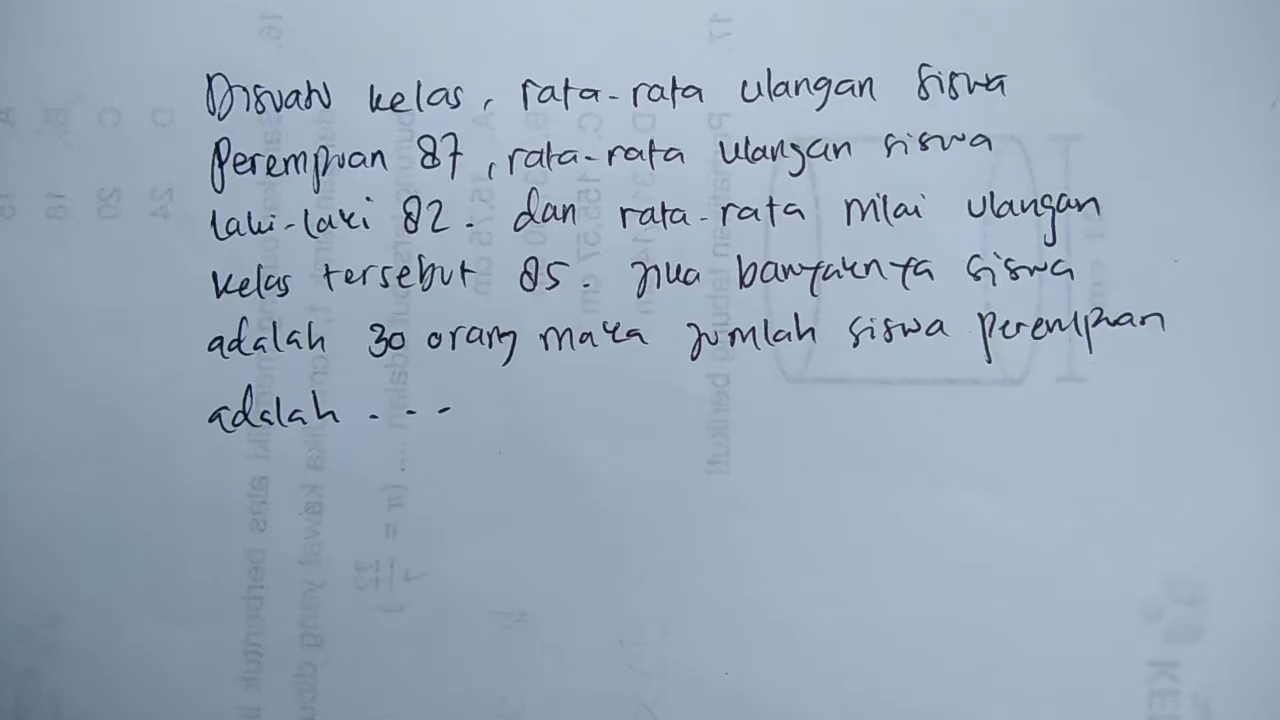 Disuatu kelas, rata-rata ulangan siswa
Perempuan 87, rata-rata ulangan siswa
laki-laki 82. dan rata-rata nilai ulangan
kelas tersebut 85. jika banyaknya siswa
adalah 30 orang maka jumlah siswa perempuan
adalah . . .